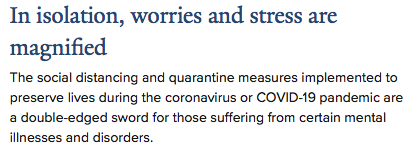 In isolation, worries and stress are
magnified
The social distancing and quarantine measures implemented to
preserve lives during the coronavirus or COVID-19 pandemic are
a double-edged sword for those suffering from certain mental
illnesses and disorders.